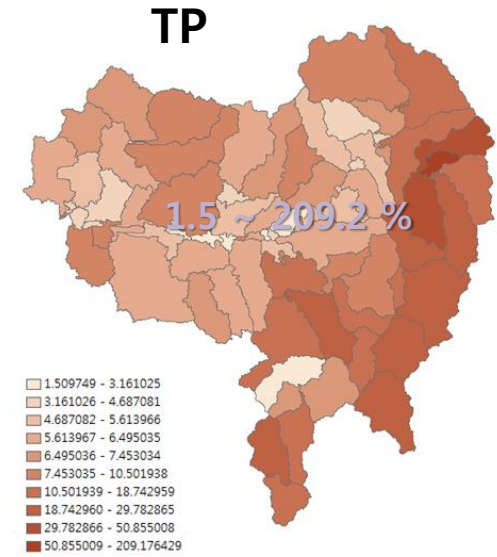 TP
1.5 ~ 209.2 %
1.509749 - 3.161025
3.161026 - 4.687081
4.687082 - 5.613966
5.613967 - 6.495035
6.495036 - 7.453034
7.453035 - 10.501938
10.501939 - 18.742959
18.742960 - 29.782865
29.782866 - 50.855008
50.855009 - 209.176429